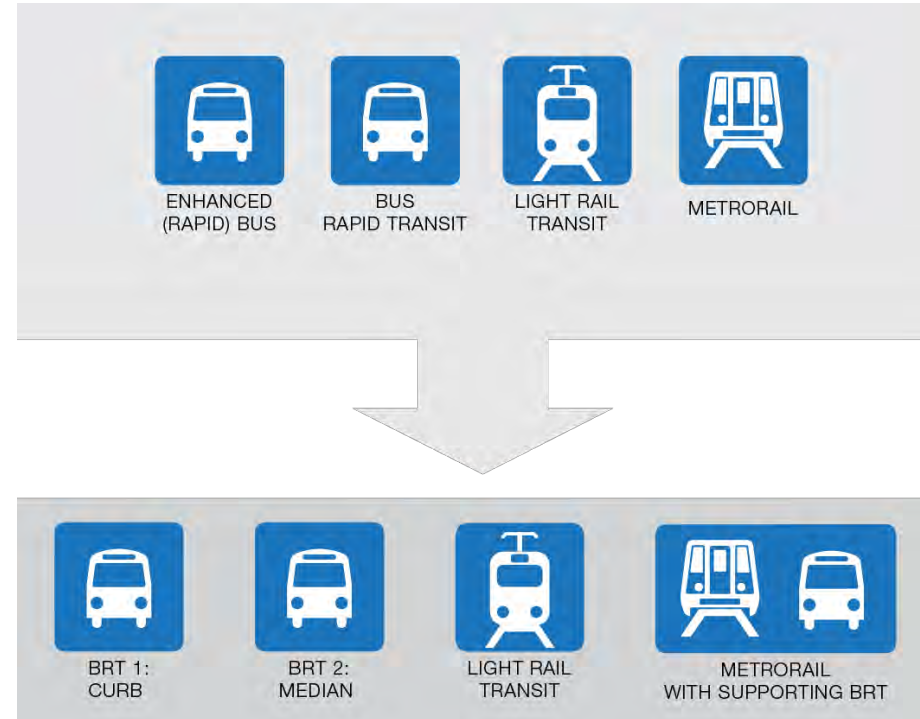 ENHANCED
(RAPID) BUS
BUS
RAPID TRANSIT
LIGHT RAIL
TRANSIT
METRORAIL
BRT 1:
CURB
BRT 2:
MEDIAN
LIGHT RAIL
TRANSIT
METRORAIL
WITH SUPPORTING BRT